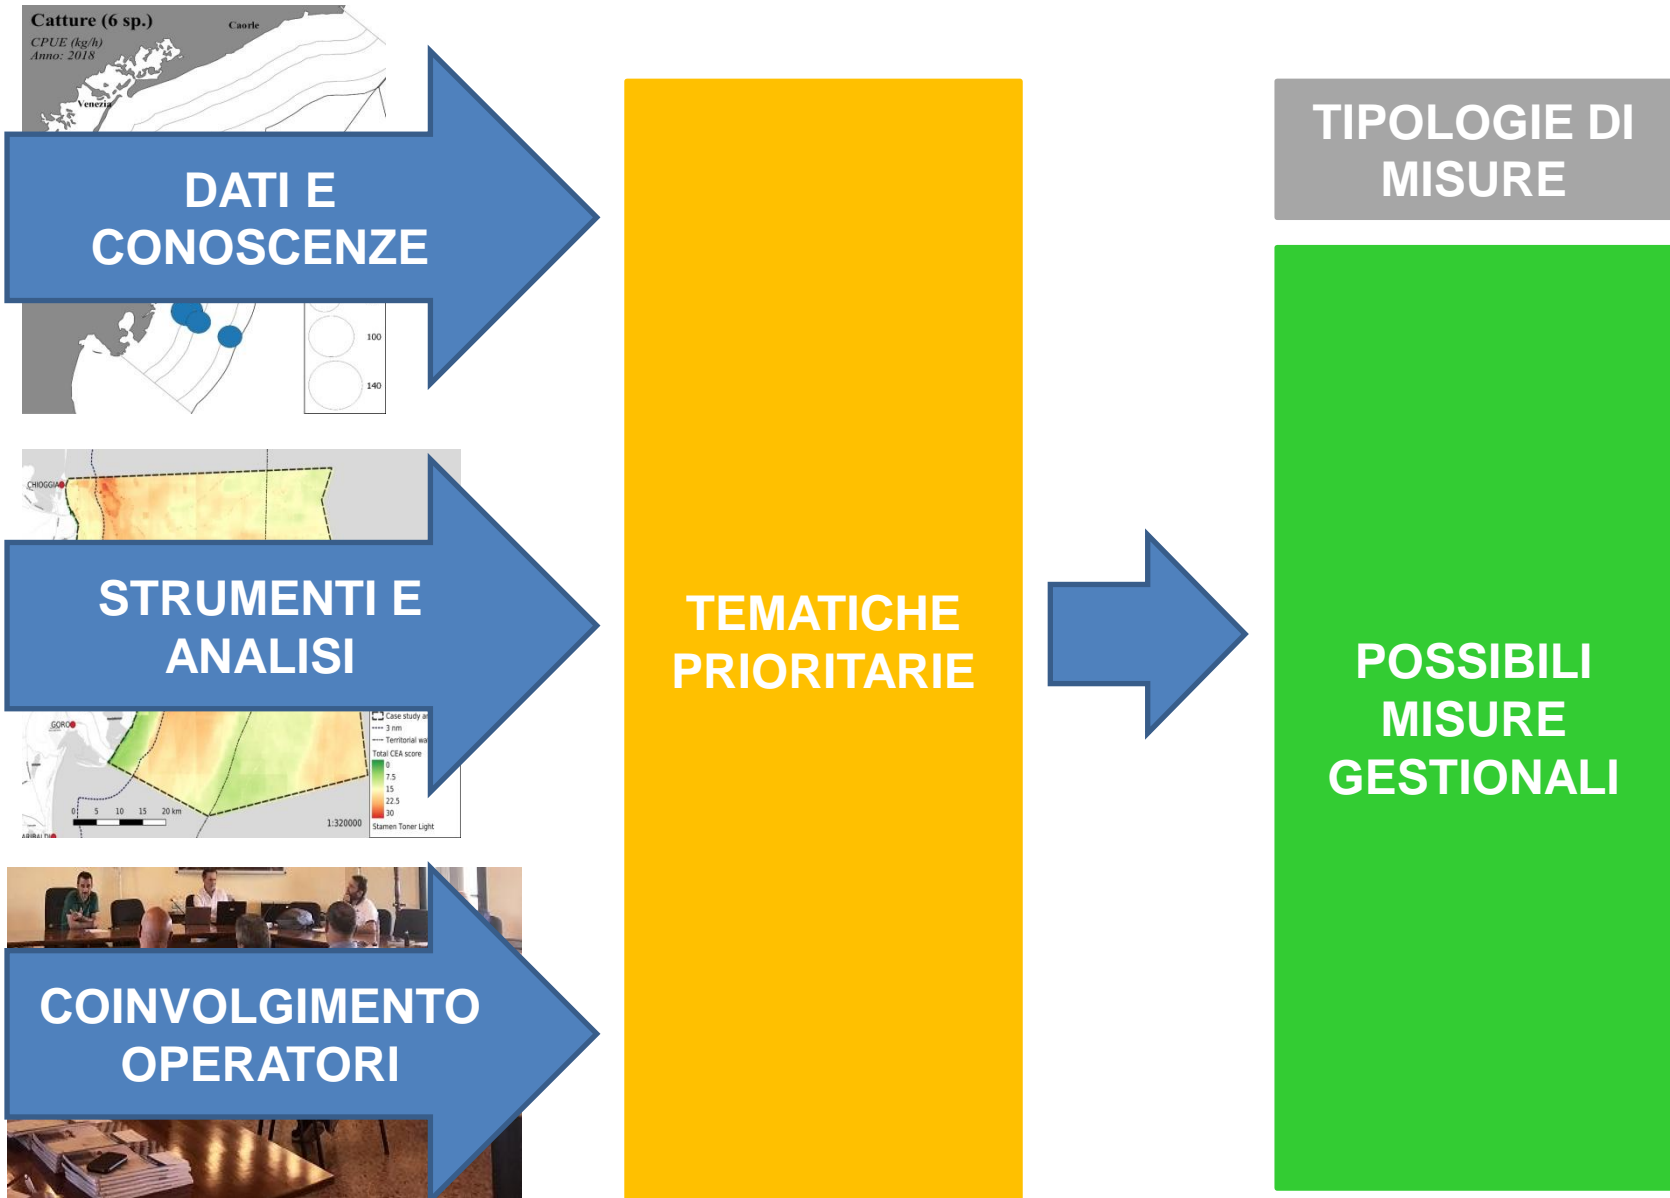 Catture (6 sp.)
CPUE (kg/h)
Anno: 2018
Caorle
Venezia
DATI E
CONOSCENZE
100
140
CHIOGGIA
STRUMENTI E
ANALISI
GORO
Case study
3 nm
Territorial
Total CEA score
0
7.5
15
22.5
30
0 5 10 15 20 km
1:320000
Stamen Toner Light
COINVOLGIMENTO
OPERATORI
TEMATICHE
PRIORITARIE
TIPOLOGIE DI
MISURE
POSSIBILI
MISURE
GESTIONALI